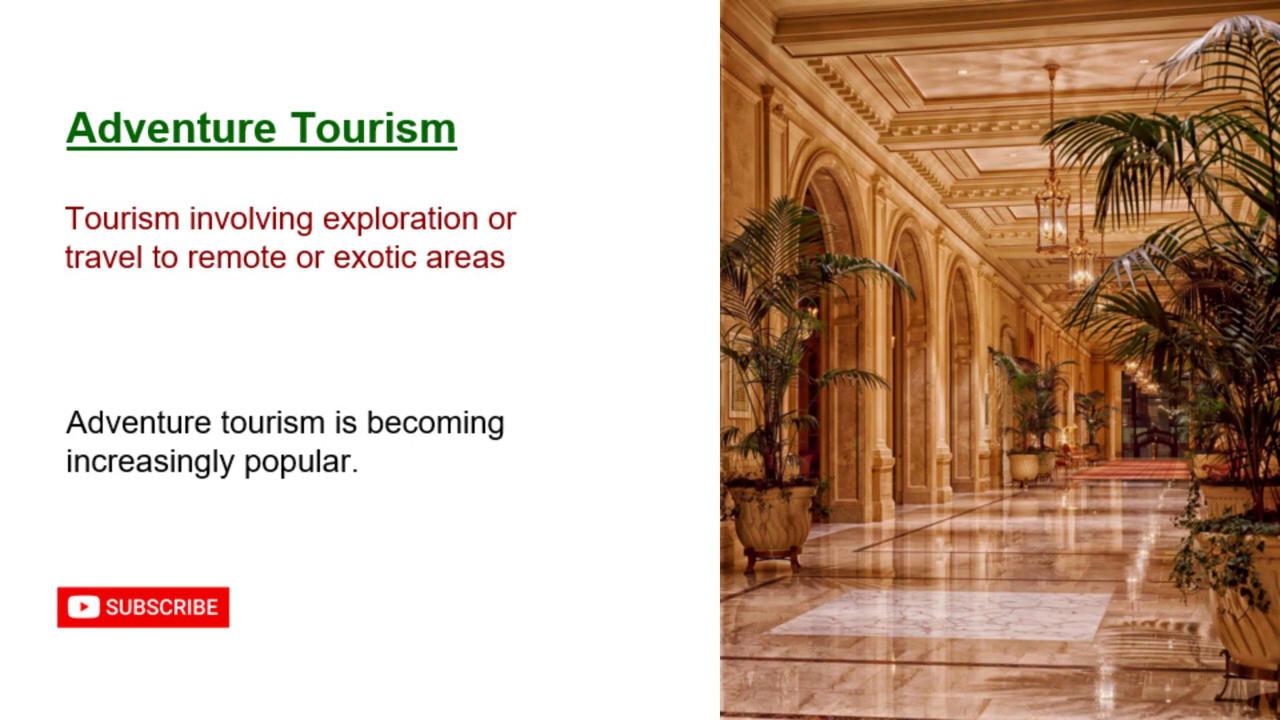 Adventure Tourism
Tourism involving exploration or
travel to remote or exotic areas
Adventure tourism is becoming
increasingly popular.
SUBSCRIBE